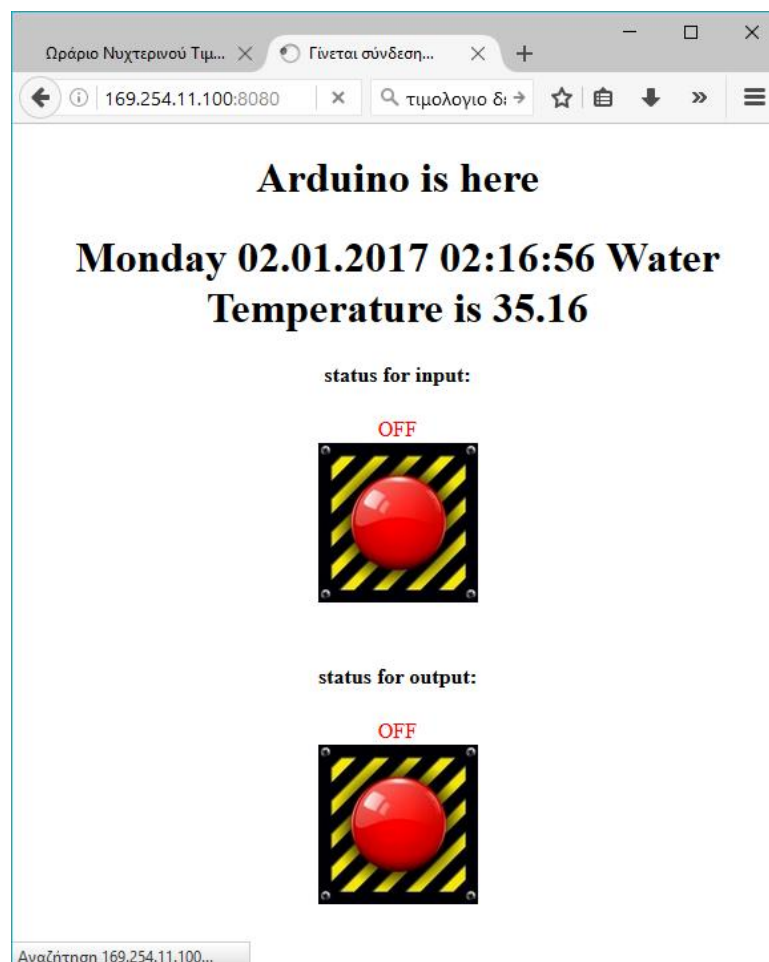 Ωράριο Νυχτερινού Τιμ...
Γίνεται σύνδεση...
169.254.11.100:8080
τιμολογιο δε
Arduino is here
Monday 02.01.2017 02:16:56 Water
Temperature is 35.16
status for input:
OFF
status for output:
OFF
Αναζήτηση 169.254.11.100...